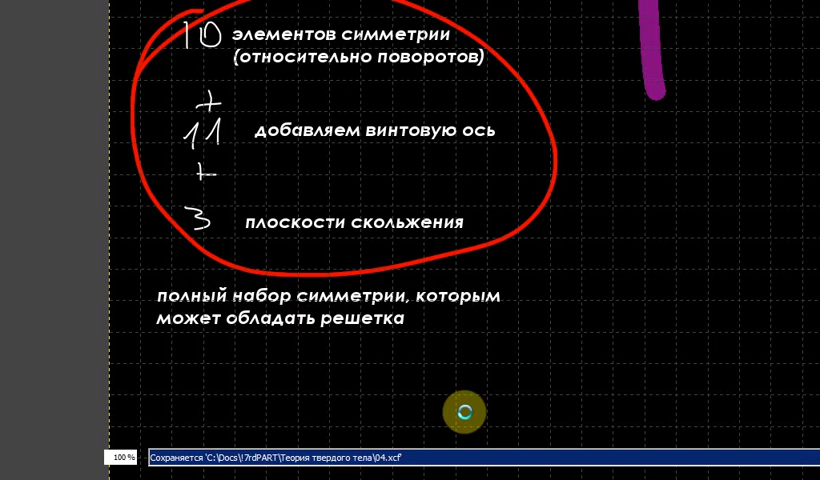 10 элементов симметрии
(относительно поворотов)
+
11 добавляем винтовую ось
+
3 плоскости скольжения
полный набор симметрии, которым
может обладать решетка
100 % Сохраняется 'C:\Docs\!7rdPART\Теория твердого тела\04.xcf'